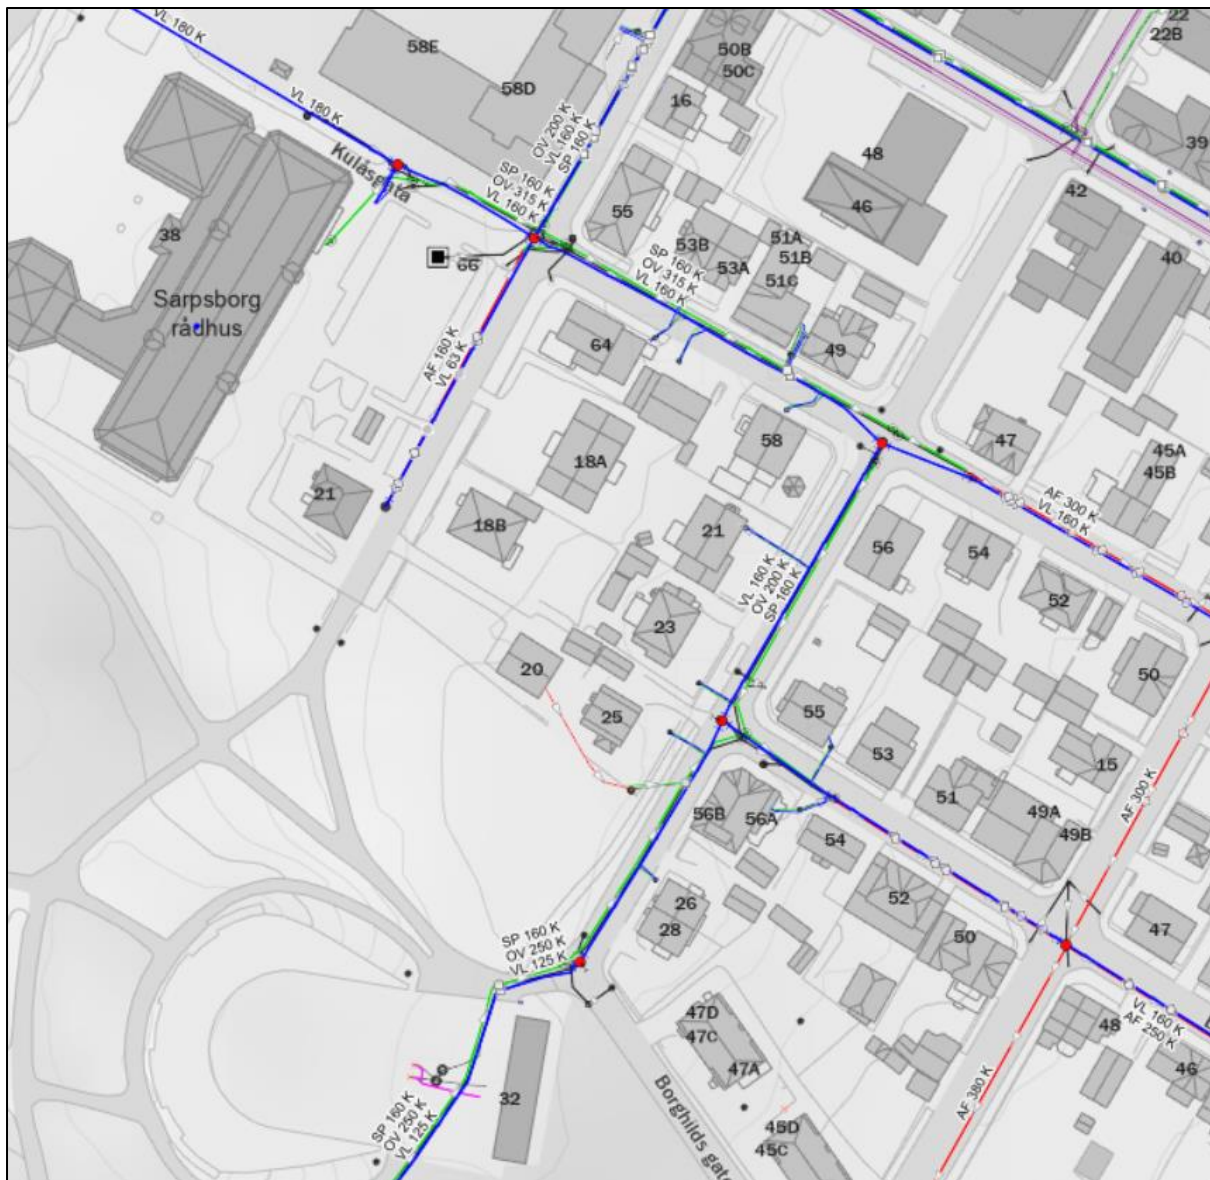 VL 180 K
58E
50B
50C
22
22B
58D
VL 180 K
16
39
OV 200 K
VL 160 K
SP 160 K
48
Kulåsgata
SP 160 K
OV 315 K
VL 160 K
42
46
55
38
53B
51A
51B
53A
51C
40
66
SP 160 K
OV 315 K
VL 160 K
Sarpsborg
rådhus
64
49
AF 160 K
VL 63 K
58
47
45A
45B
18A
21
AF 300 K
VL 160 K
18B
21
56
54
VL 160 K
OV 200 K
SP 160 K
52
23
20
50
25
55
53
15
51
AF 300 K
56B
56A
49A
49B
54
52
26
28
47
50
SP 160 K
OV 250 K
VL 125 K
47D
47C
48
VL 160 K
AF 250 K
47A
46
32
AF 380 K
SP 160 K
OV 250 K
VL 125 K
Borghilds gate
45D
45C